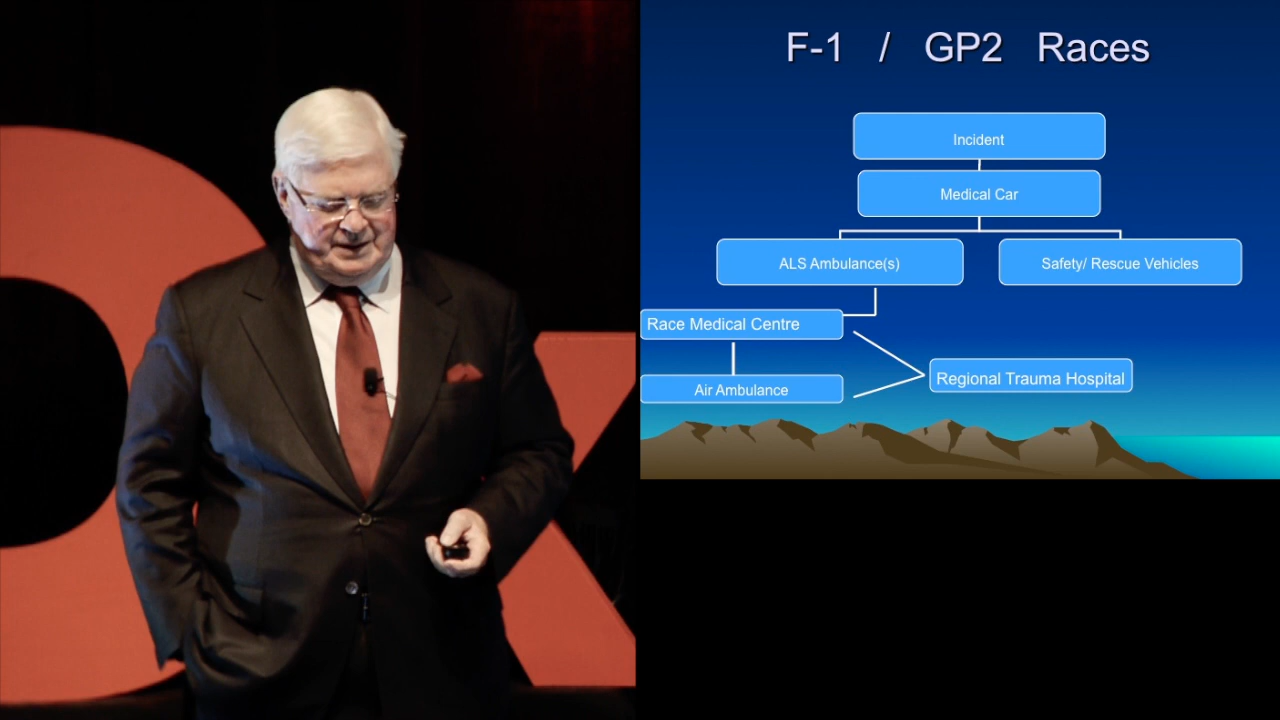 F-1 / GP2 Races
Incident
Medical Car
ALS Ambulance(s)
Safety/ Rescue Vehicles
Race Medical Centre
Regional Trauma Hospital
Air Ambulance